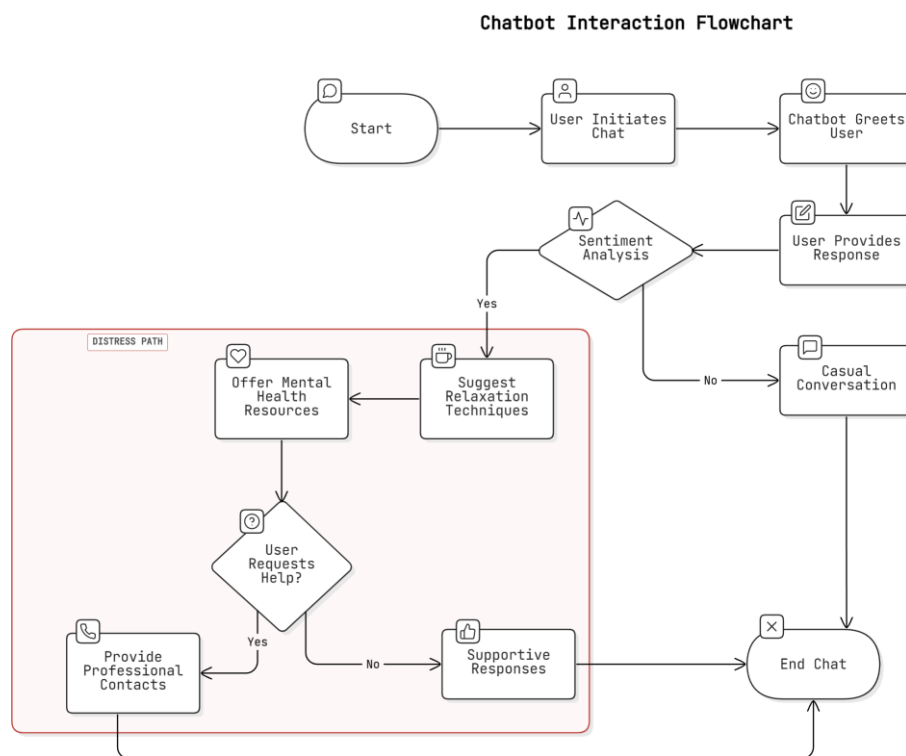 Chatbot Interaction Flowchart
Start
User Initiates
Chat
Chatbot Greets
User
Sentiment
Analysis
User Provides
Response
Yes
DISTRESS PATH
No
Casual
Conversation
Offer Mental
Health
Resources
Suggest
Relaxation
Techniques
User
Requests
Help?
Yes
No
Provide
Professional
Contacts
Supportive
Responses
End Chat